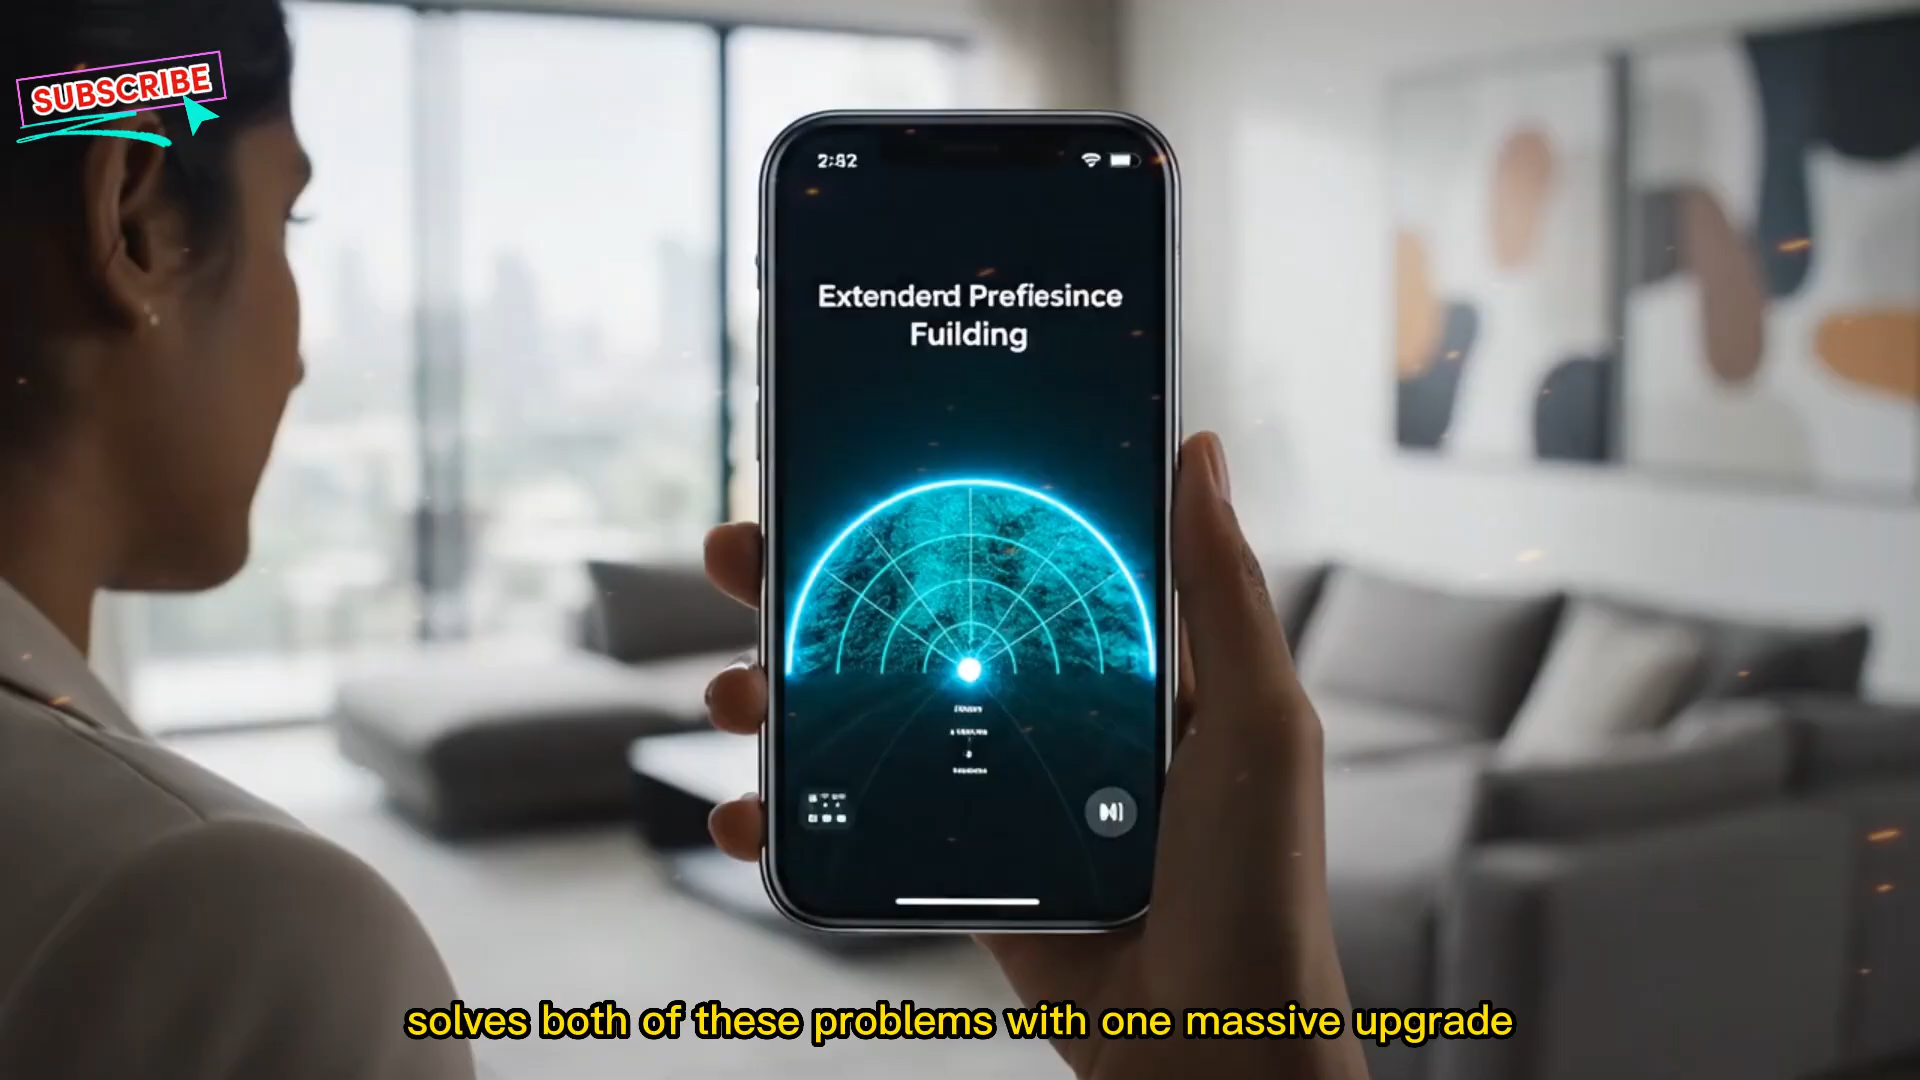 SUBSCRIBE
2:82
Extenderd Prefiesince
Fuilding
solves both of these problems with one massive upgrade